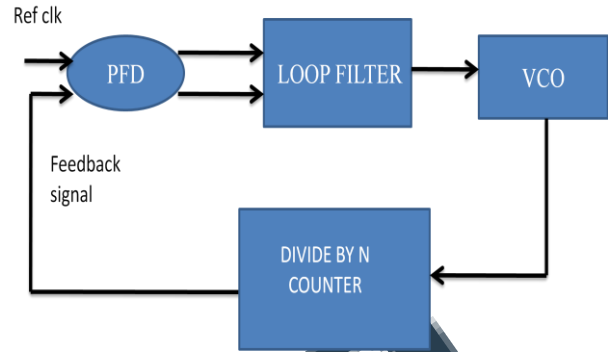 Ref clk
PFD
LOOP FILTER
VCO
Feedback
signal
DIVIDE BY N
COUNTER